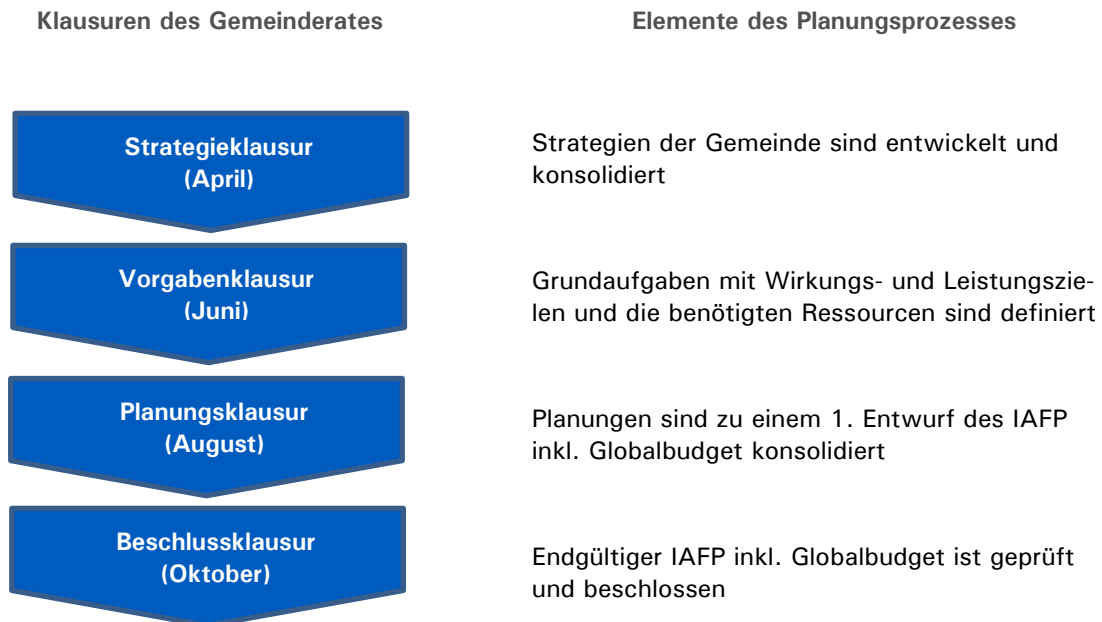 Klausuren des Gemeinderates
Elemente des Planungsprozesses
Strategieklausur
(April)
Strategien der Gemeinde sind entwickelt und
konsolidiert
Vorgabenklausur
(Juni)
Grundaufgaben mit Wirkungs- und Leistungszie-
len und die benötigten Ressourcen sind definiert
Planungsklausur
(August)
Planungen sind zu einem 1. Entwurf des IAFP
inkl. Globalbudget konsolidiert
Beschlussklausur
(Oktober)
Endgültiger IAFP inkl. Globalbudget ist geprüft
und beschlossen